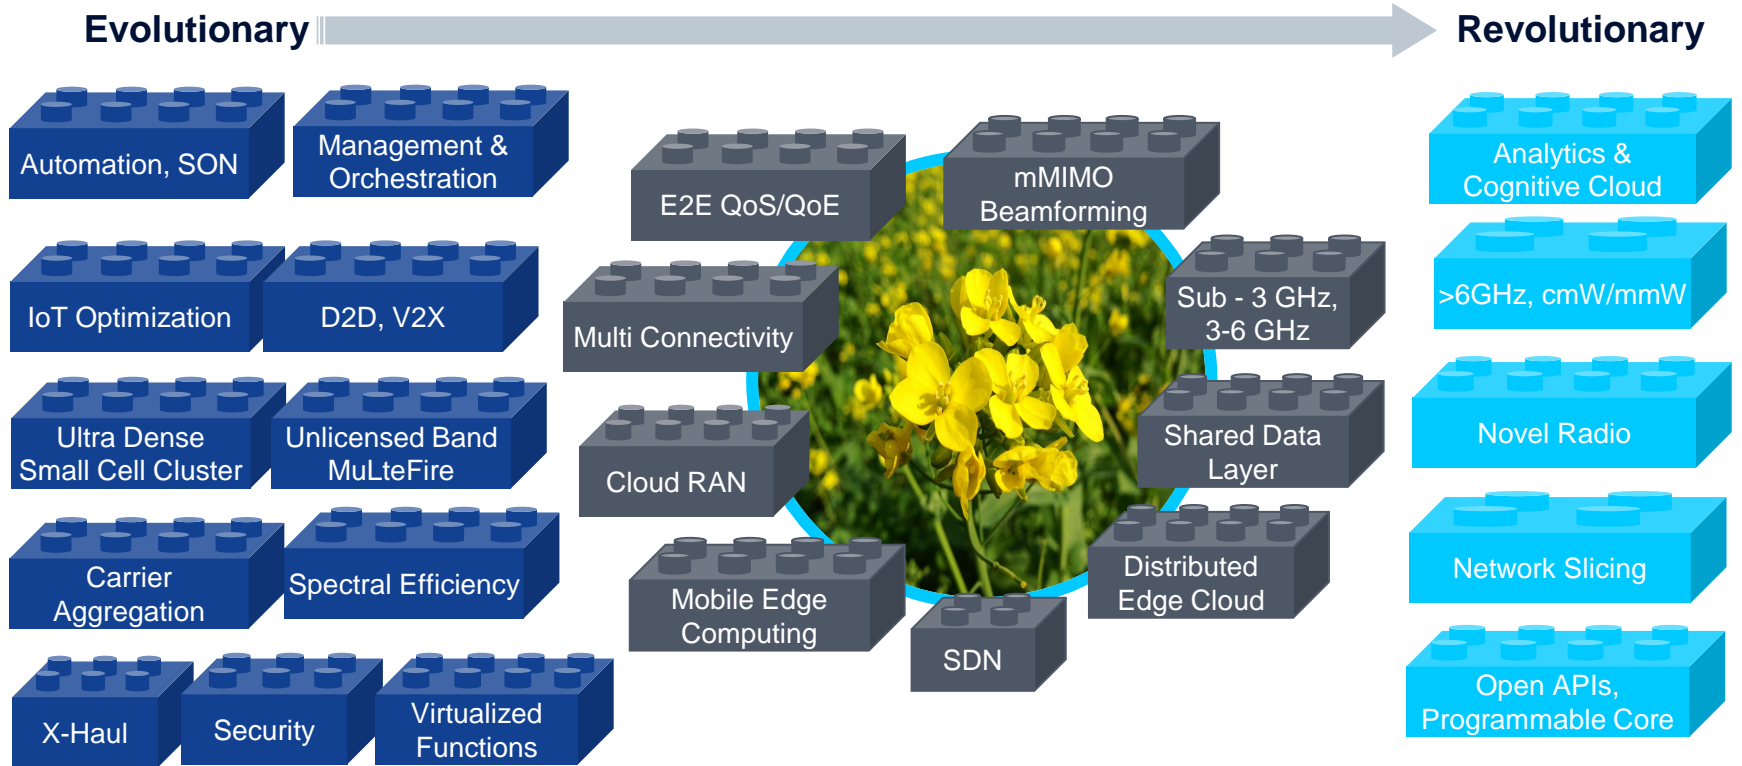 Evolutionary
Revolutionary
Automation, SON
Management &
Orchestration
IoT Optimization
D2D, V2X
Ultra Dense
Small Cell Cluster
Unlicensed Band
MuLteFire
Carrier
Aggregation
Spectral Efficiency
X-Haul
Security
Virtualized
Functions
E2E QoS/QoE
mMIMO
Beamforming
Multi Connectivity
Sub - 3 GHz,
3-6 GHz
Cloud RAN
Shared Data
Layer
Mobile Edge
Computing
SDN
Distributed
Edge Cloud
Analytics &
Cognitive Cloud
>6GHz, cmW/mmW
Novel Radio
Network Slicing
Open APIs,
Programmable Core